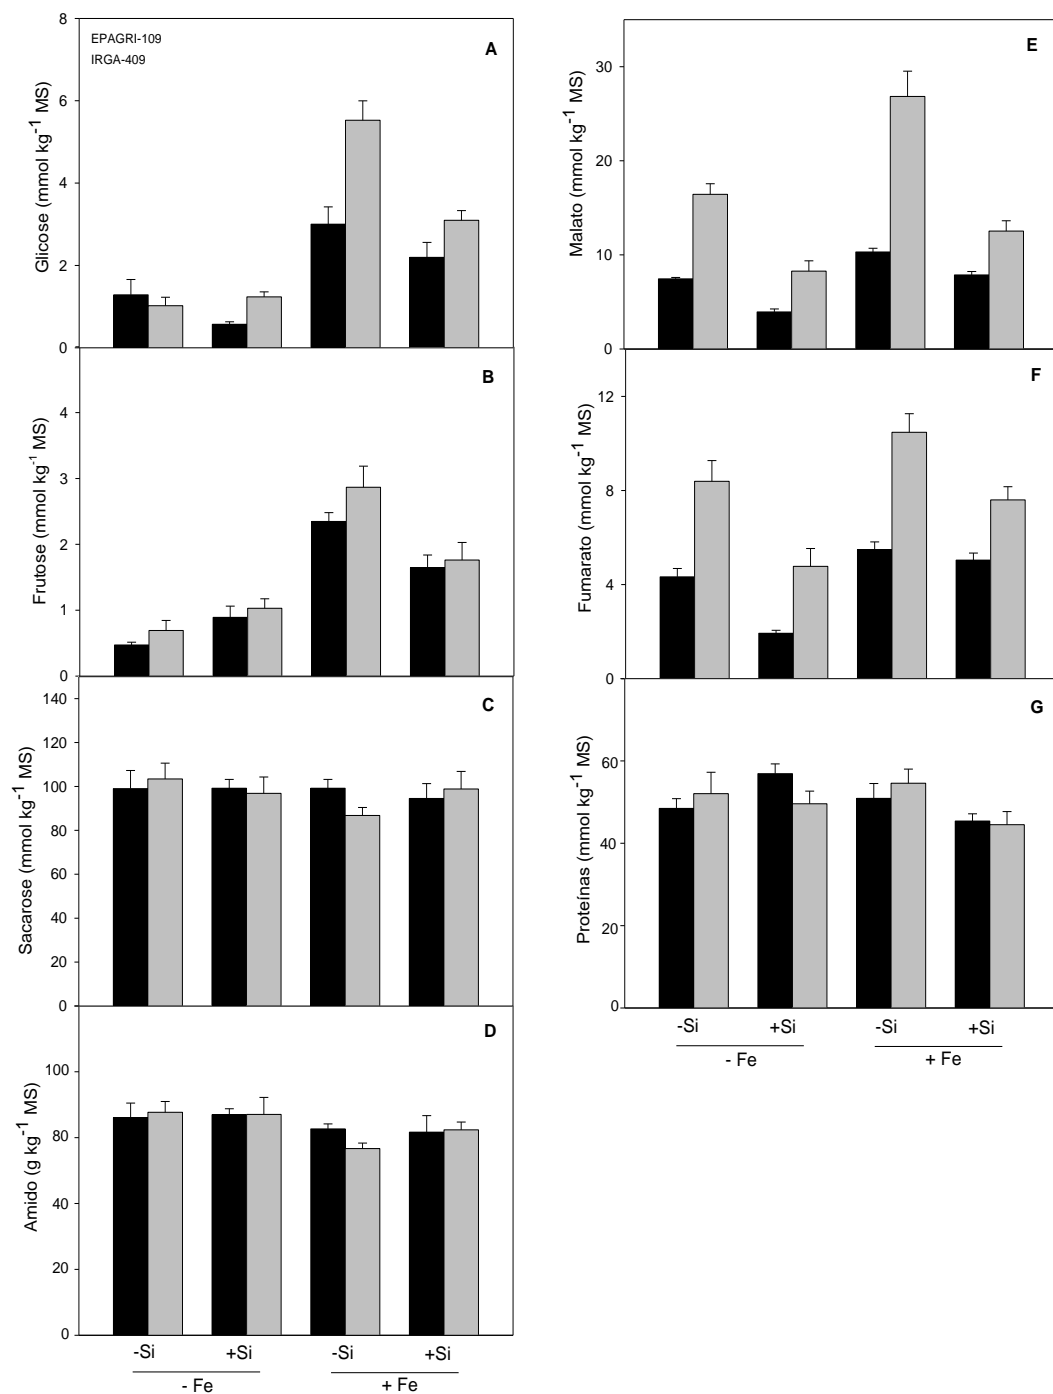 EPAGRI-109
IRGA-409
A
Glicose (mmol kg⁻¹ MS)
8
6
4
2
0
B
Frutose (mmol kg⁻¹ MS)
4
3
2
1
0
C
Sacarose (mmol kg⁻¹ MS)
140
120
100
80
60
40
20
0
D
Amido (g kg⁻¹ MS)
100
80
60
40
20
0
-Si +Si -Si +Si
- Fe + Fe
E
Malato (mmol kg⁻¹ MS)
30
20
10
0
F
Fumarato (mmol kg⁻¹ MS)
12
8
4
0
G
Proteínas (mmol kg⁻¹ MS)
60
40
20
0
-Si +Si -Si +Si
- Fe + Fe